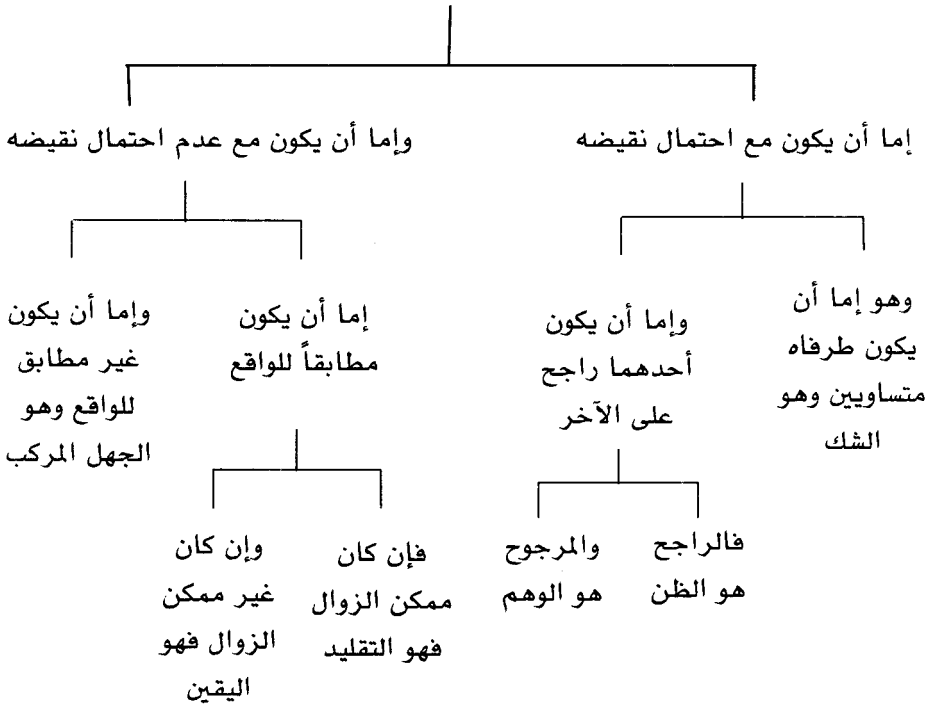 إما أن يكون مع احتمال نقيضه
وإما أن يكون مع عدم احتمال نقيضه
وهو إما أن
يكون طرفاه
متساويين وهو
الشك
وإما أن يكون
أحدهما راجح
على الآخر
إما أن يكون
مطابقاً للواقع
وإما أن يكون
غير مطابق
للواقع وهو
الجهل المركب
فالراجح
هو الظن
والمرجوح
هو الوهم
فإن كان
ممكن الزوال
فهو التقليد
وإن كان
غير ممكن
الزوال فهو
اليقين